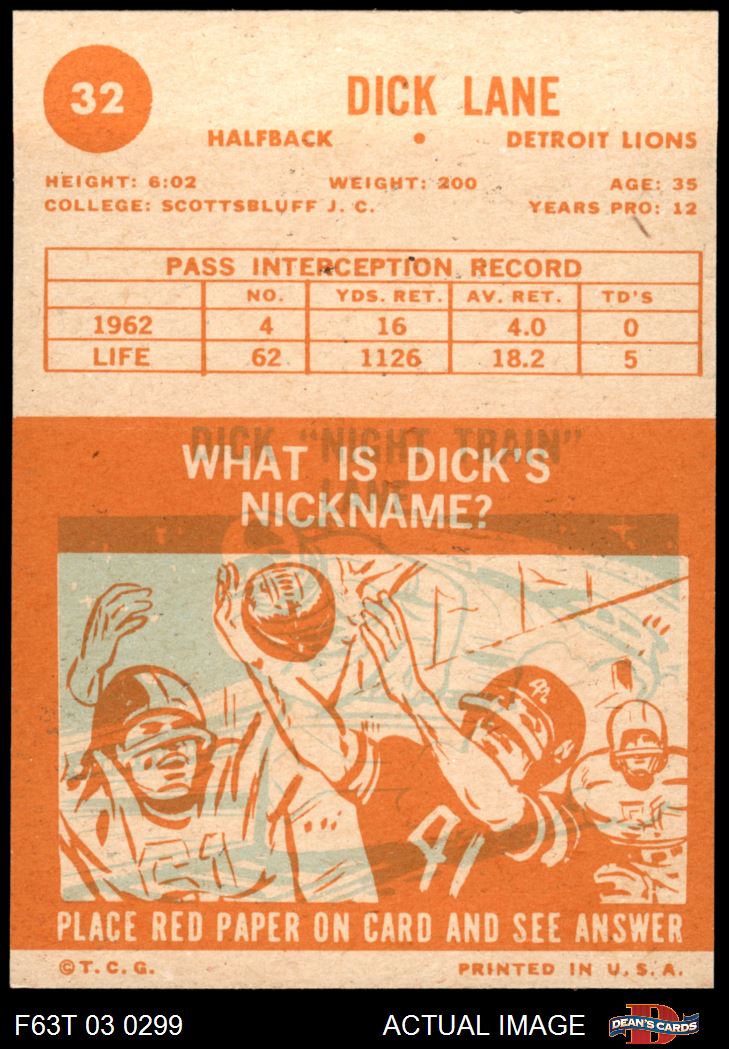 32
DICK LANE
HALFBACK • DETROIT LIONS
HEIGHT: 6:02 WEIGHT: 200 AGE: 35
COLLEGE: SCOTTSBLUFF J. C. YEARS PRO: 12
PASS INTERCEPTION RECORD
NO. YDS. RET. AV. RET. TD'S
1962 4 16 4.0 0
LIFE 62 1126 18.2 5
DICK "NIGHT TRAIN"
LANE
WHAT IS DICK'S
NICKNAME?
PLACE RED PAPER ON CARD AND SEE ANSWER
©T. C. G. PRINTED IN U. S. A.
F63T 03 0299 ACTUAL IMAGE D DEAN'S CARDS